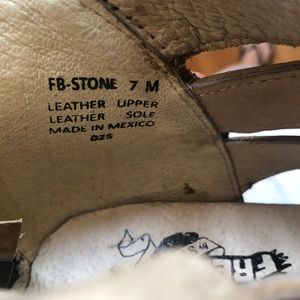 FB-STONE 7 M
LEATHER UPPER
LEATHER SOLE
MADE IN MEXICO
025